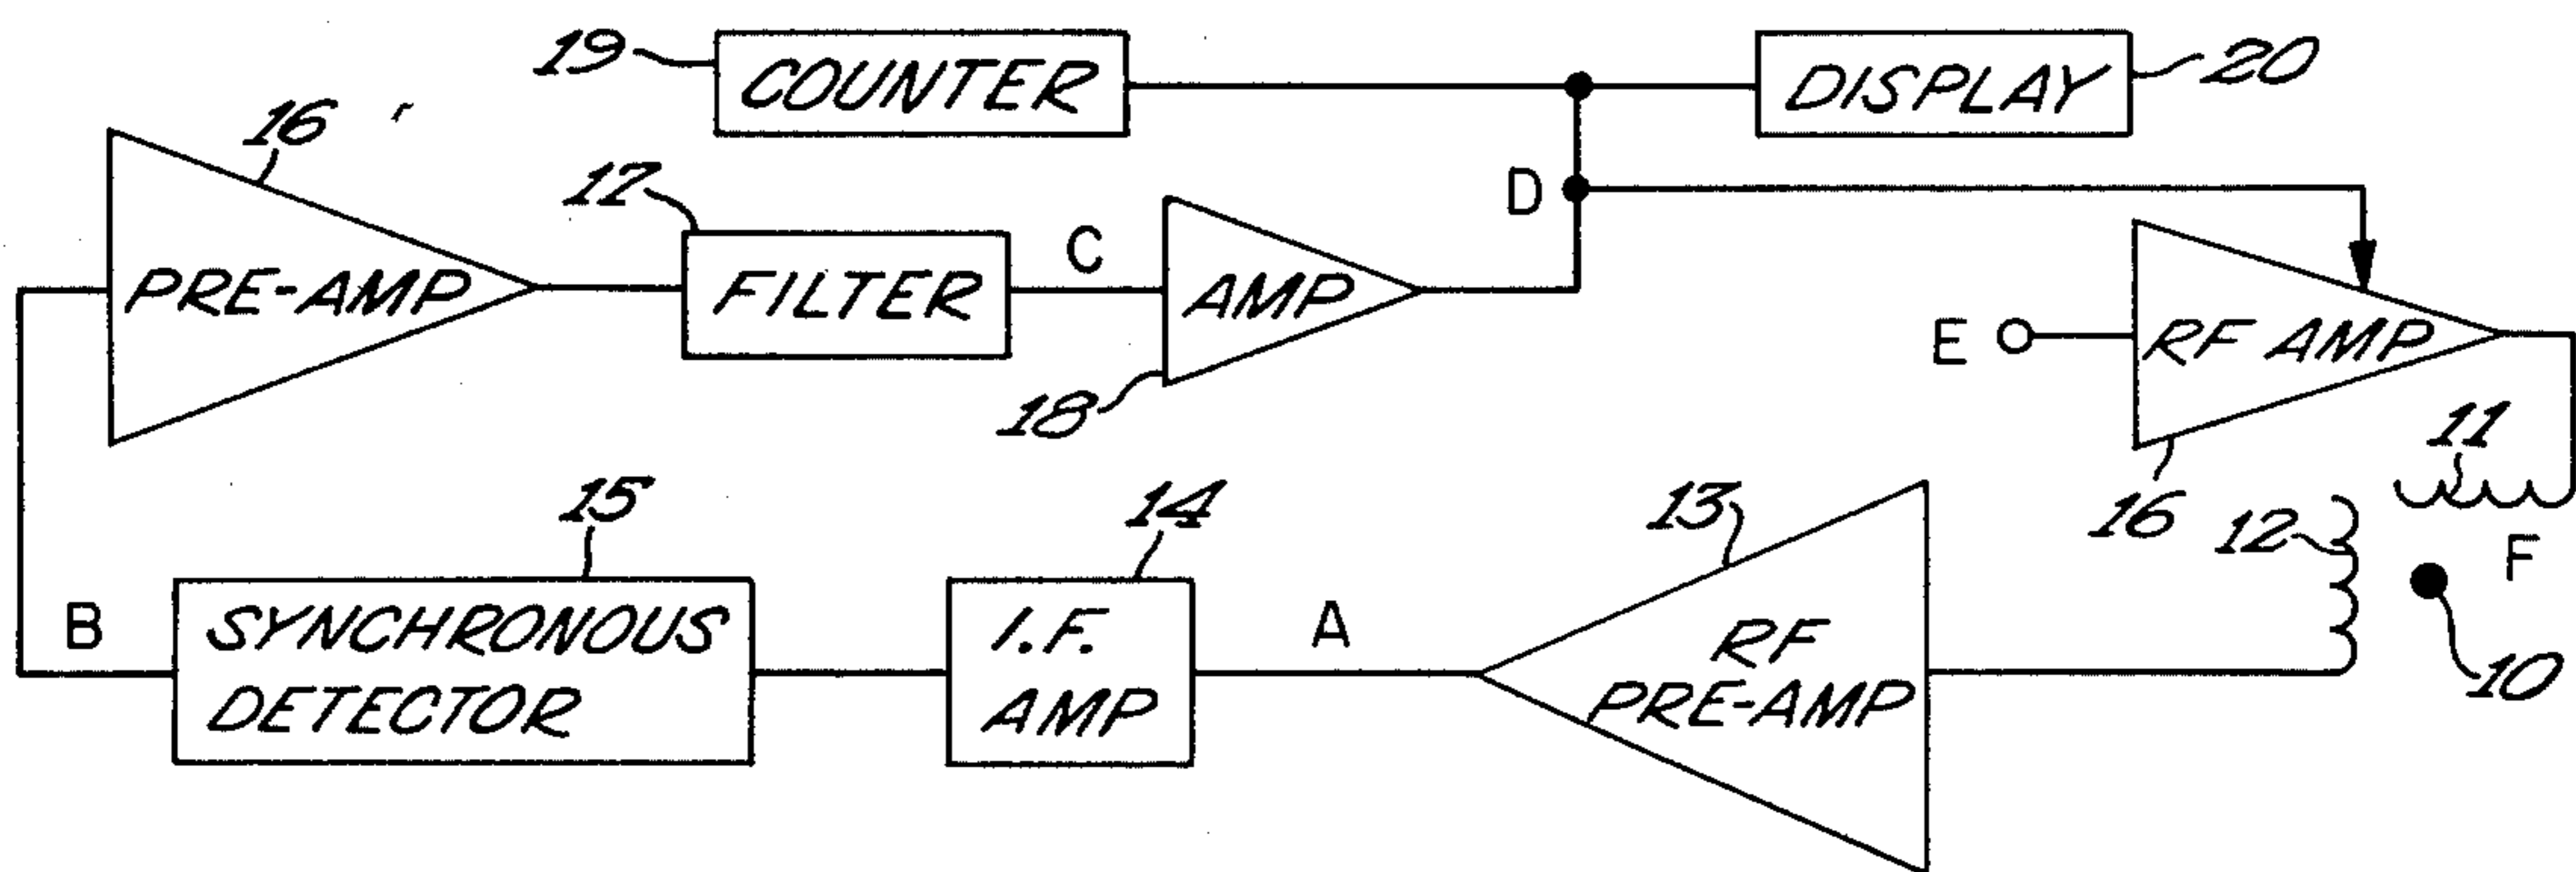 19
COUNTER
DISPLAY
20
16
PRE-AMP
12
FILTER
C
AMP
18
D
E
RF AMP
16
11
12
F
10
13
RF
PRE-AMP
A
14
I.F.
AMP
15
SYNCHRONOUS
DETECTOR
B